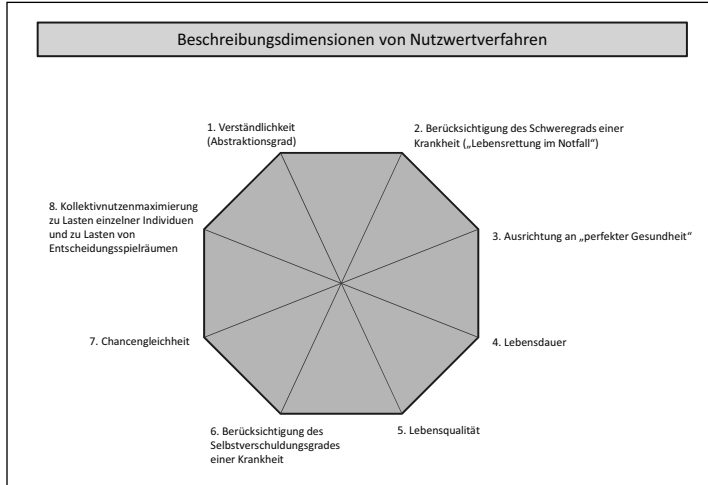 Beschreibungsdimensionen von Nutzwertverfahren
1. Verständlichkeit
(Abstraktionsgrad)
2. Berücksichtigung des Schweregrads einer
Krankheit („Lebensrettung im Notfall“)
3. Ausrichtung an „perfekter Gesundheit“
4. Lebensdauer
5. Lebensqualität
6. Berücksichtigung des
Selbstverschuldungsgrades
einer Krankheit
7. Chancengleichheit
8. Kollektivnutzenmaximierung
zu Lasten einzelner Individuen
und zu Lasten von
Entscheidungsspielräumen